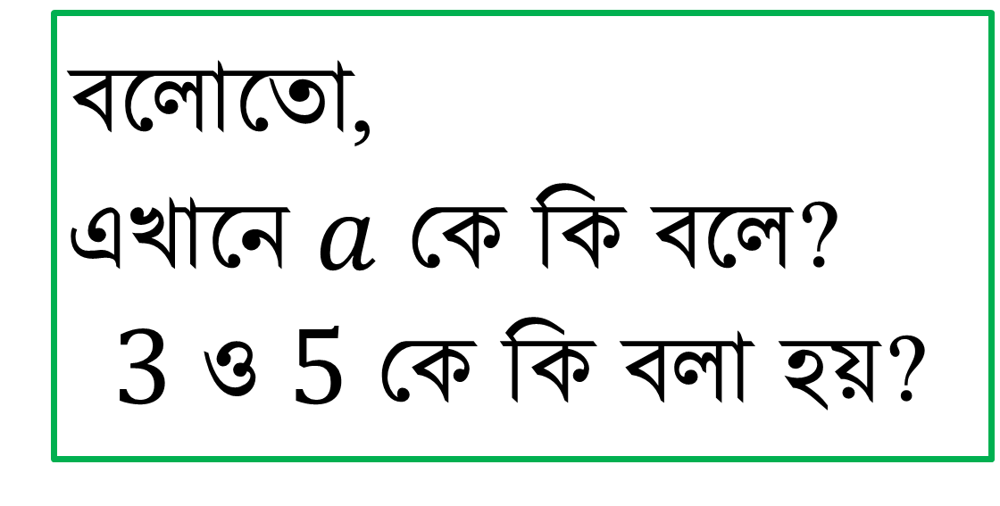 বলোতো,
এখানে a কে কি বলে?
3 ও 5 কে কি বলা হয়?